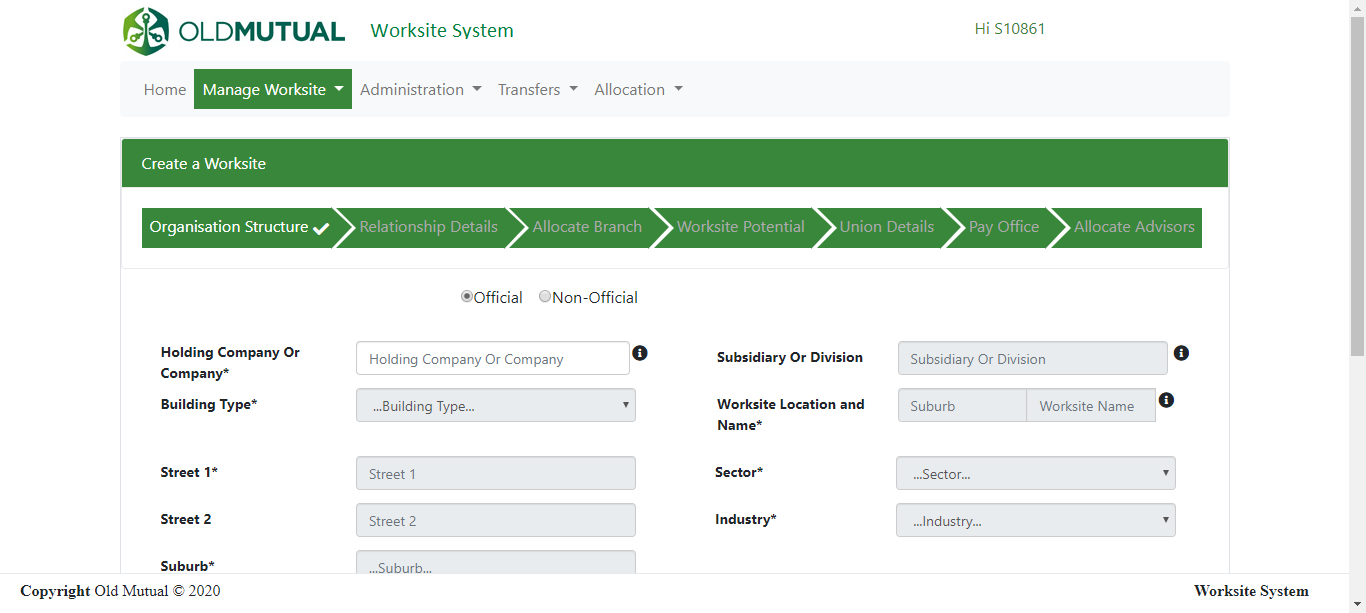 OLDMUTUAL Worksite System Hi S10861
Home Manage Worksite Administration Transfers Allocation
Create a Worksite
Organisation Structure Relationship Details Allocate Branch Worksite Potential Union Details Pay Office Allocate Advisors
Official Non-Official
Holding Company Or Company* Holding Company Or Company Subsidiary Or Division Subsidiary Or Division
Building Type* ...Building Type... Worksite Location and Name* Suburb Worksite Name
Street 1* Street 1 Sector* ...Sector...
Street 2 Street 2 Industry* ...Industry...
Suburb* ...Suburb...
Copyright Old Mutual © 2020 Worksite System